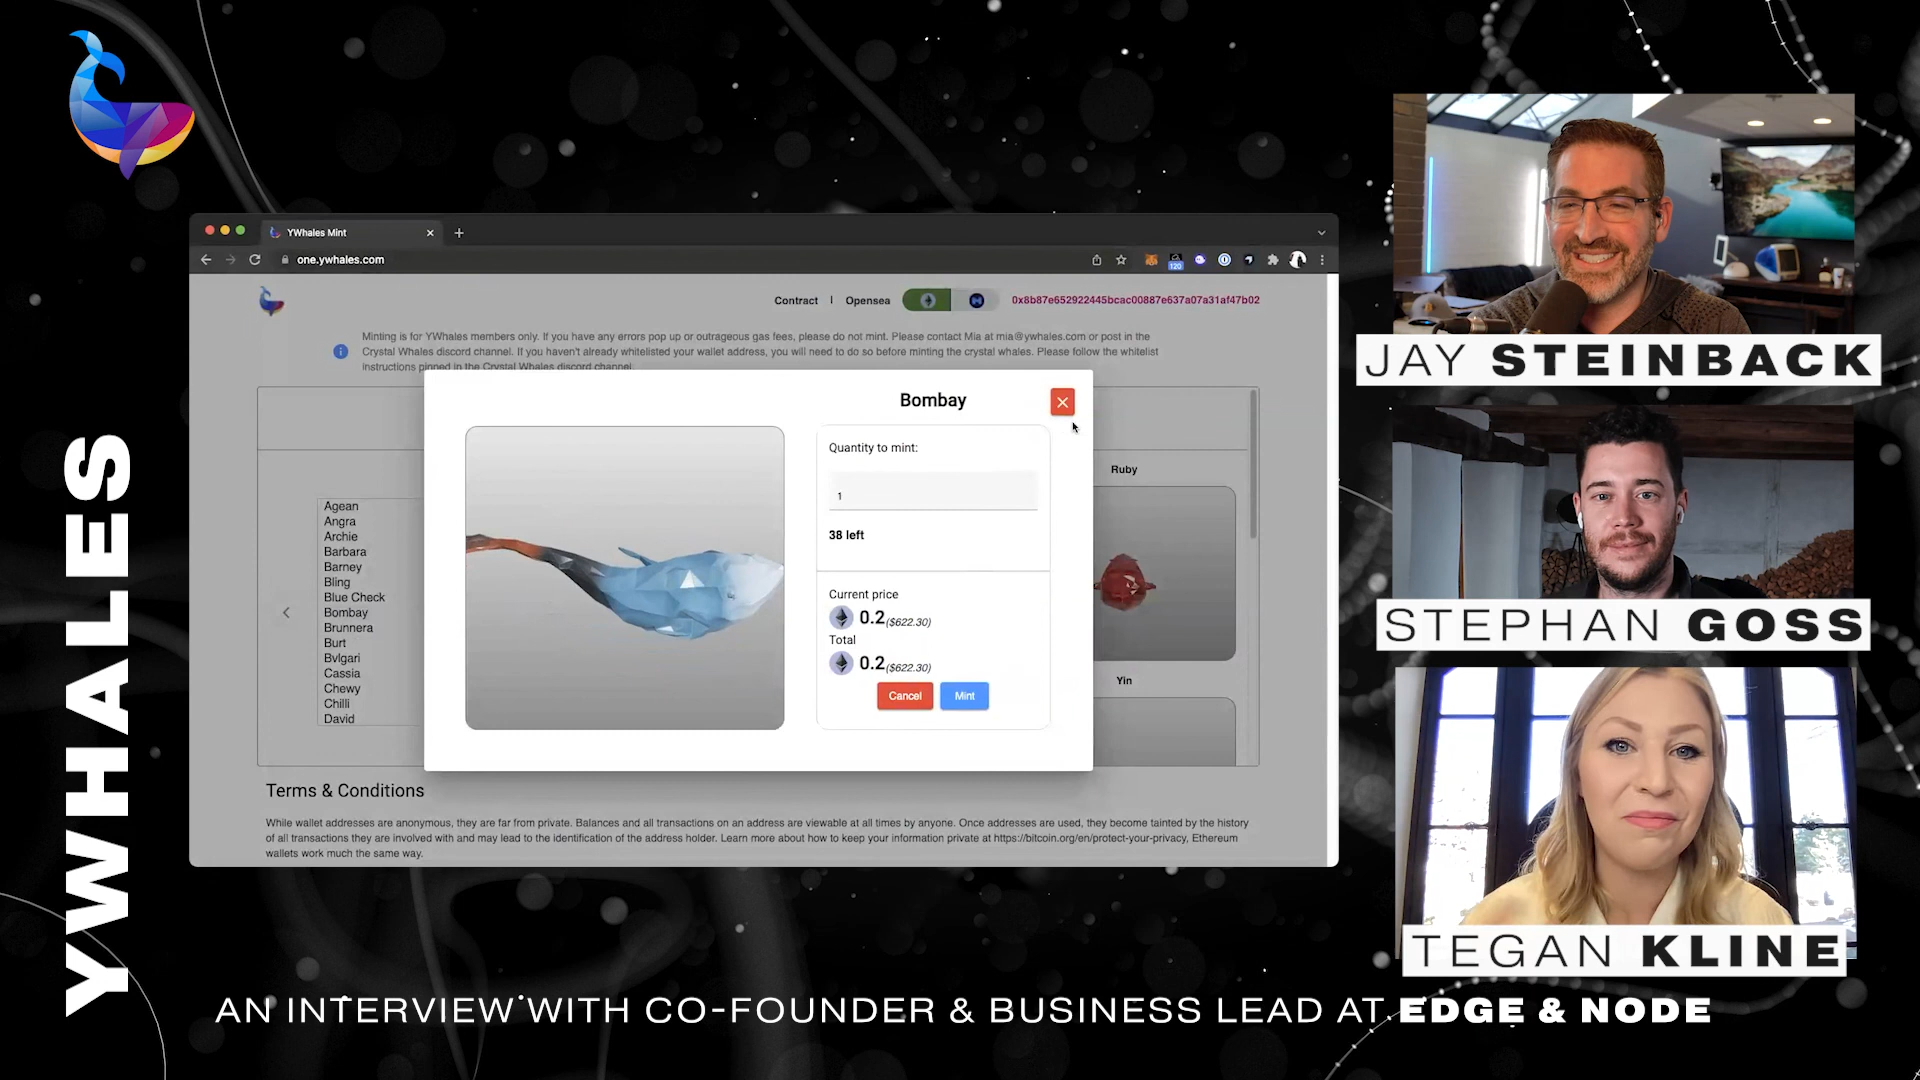 YWHALES
YWhales Mint
one.ywhales.com
120
Contract | Opensea
0x8b87e652922445bcac00887e637a07a31af47b02
Minting is for YWhales members only. If you have any errors pop up or outrageous gas fees, please do not mint. Please contact Mia at mia@ywhales.com or post in the
Crystal Whales discord channel. If you haven't already whitelisted your wallet address, you will need to do so before minting the crystal whales. Please follow the whitelist
instructions pinned in the Crystal Whales discord channel.
Agean
Angra
Archie
Barbara
Barney
Bling
Blue Check
Bombay
Brunnera
Burt
Bvlgari
Cassia
Chewy
Chilli
David
Bombay
Quantity to mint:
1
38 left
Current price
0.2 ($622.30)
Total
0.2 ($622.30)
Cancel
Mint
Ruby
Yin
Terms & Conditions
While wallet addresses are anonymous, they are far from private. Balances and all transactions on an address are viewable at all times by anyone. Once addresses are used, they become tainted by the history
of all transactions they are involved with and may lead to the identification of the address holder. Learn more about how to keep your information private at https://bitcoin.org/en/protect-your-privacy, Ethereum
wallets work much the same way.
JAY STEINBACK
STEPHAN GOSS
TEGAN KLINE
AN INTERVIEW WITH CO-FOUNDER & BUSINESS LEAD AT EDGE & NODE